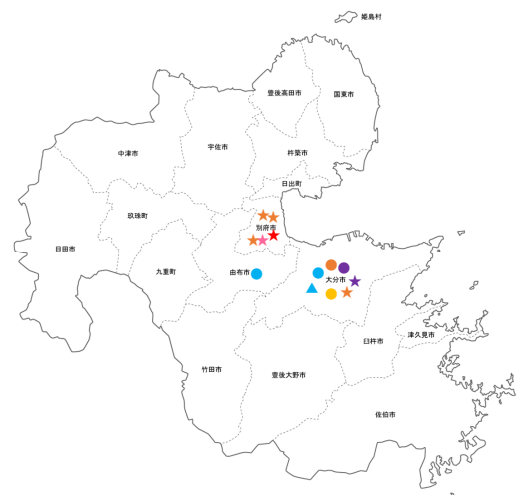 姫島村
豊後高田市
国東市
宇佐市
中津市
杵築市
日出町
玖珠町
別府市
日田市
九重町
由布市
大分市
臼杵市
津久見市
竹田市
豊後大野市
佐伯市